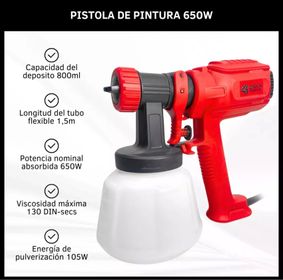 PISTOLA DE PINTURA 650W
Capacidad del
deposito 800ml
Longitud del tubo
flexible 1,5m
Potencia nominal
absorbida 650W
Viscosidad máxima
130 DIN-secs
Energía de
pulverización 105W